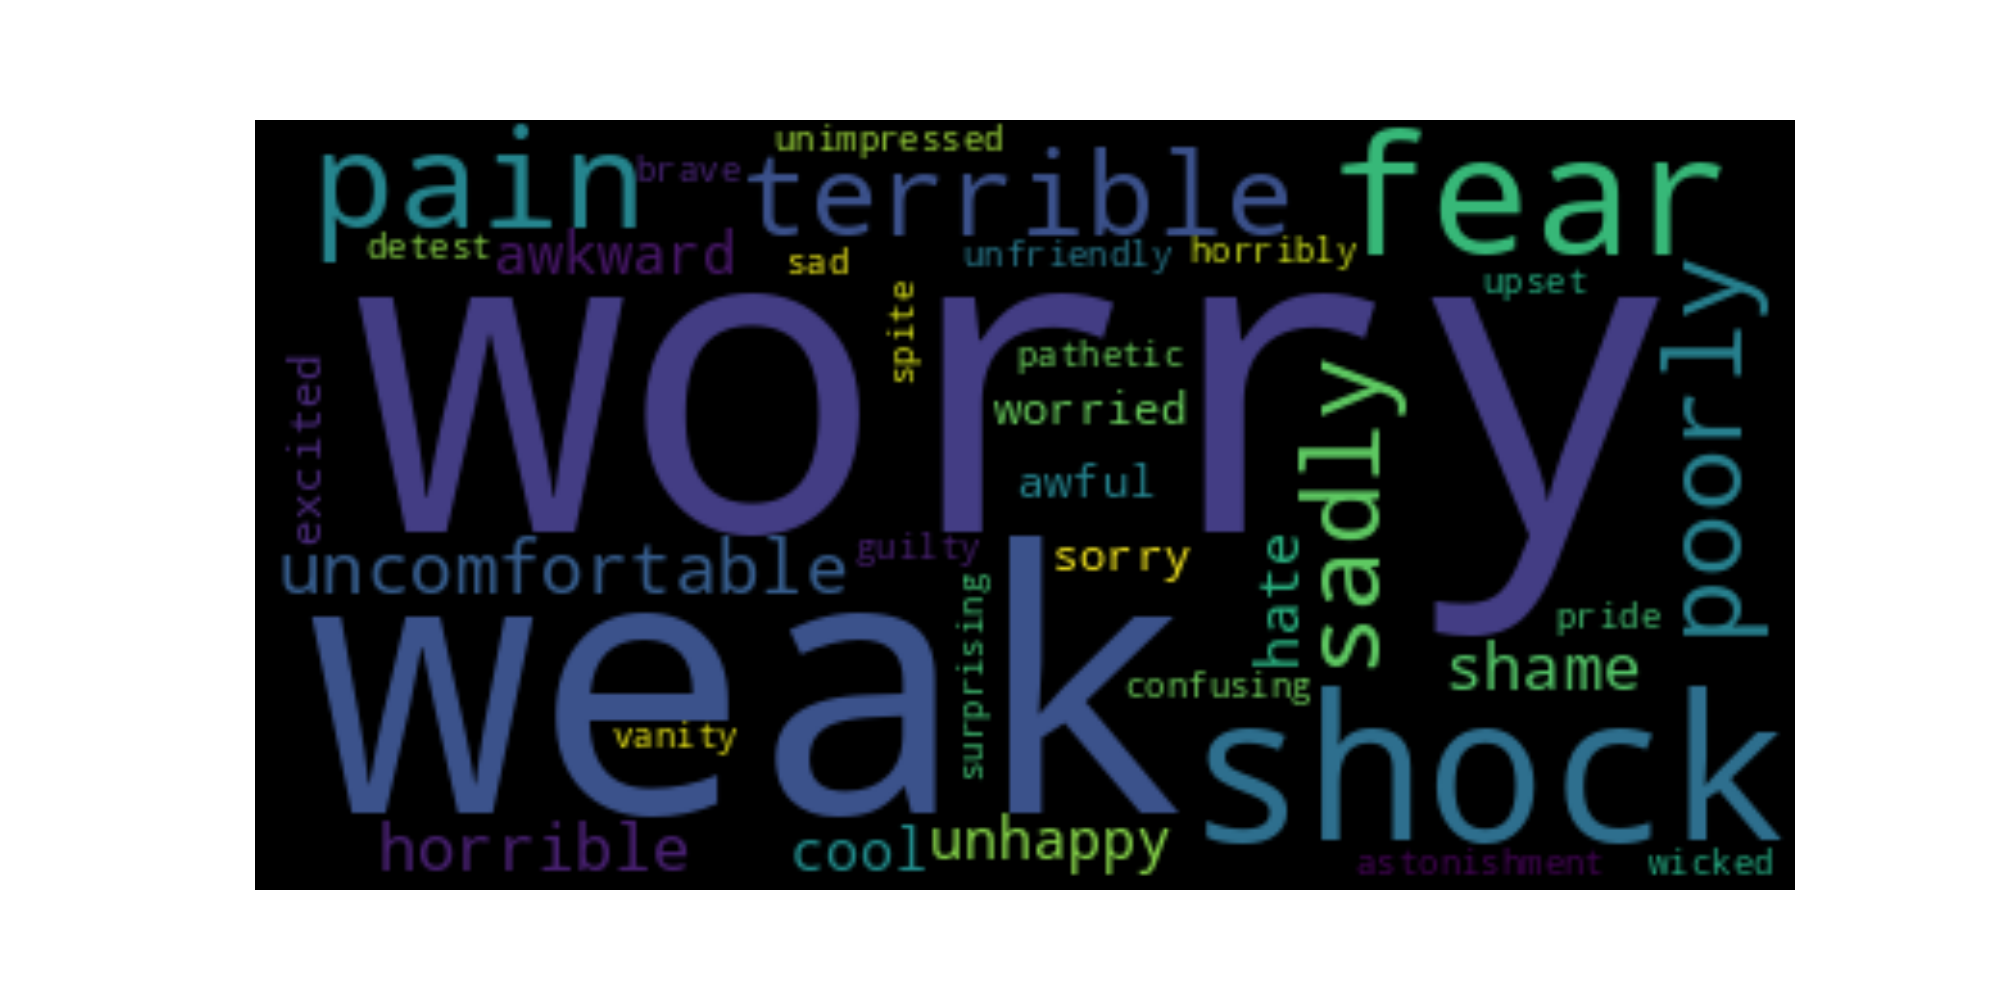 unimpressed
pain
brave
terrible
fear
detest
awkward
sad
unfriendly
horribly
upset
worry
spite
pathetic
worried
awful
excited
sadly
poorly
uncomfortable
guilty
sorry
hate
surprising
pride
shame
weak
vanity
confusing
shock
horrible
cool
unhappy
astonishment
wicked